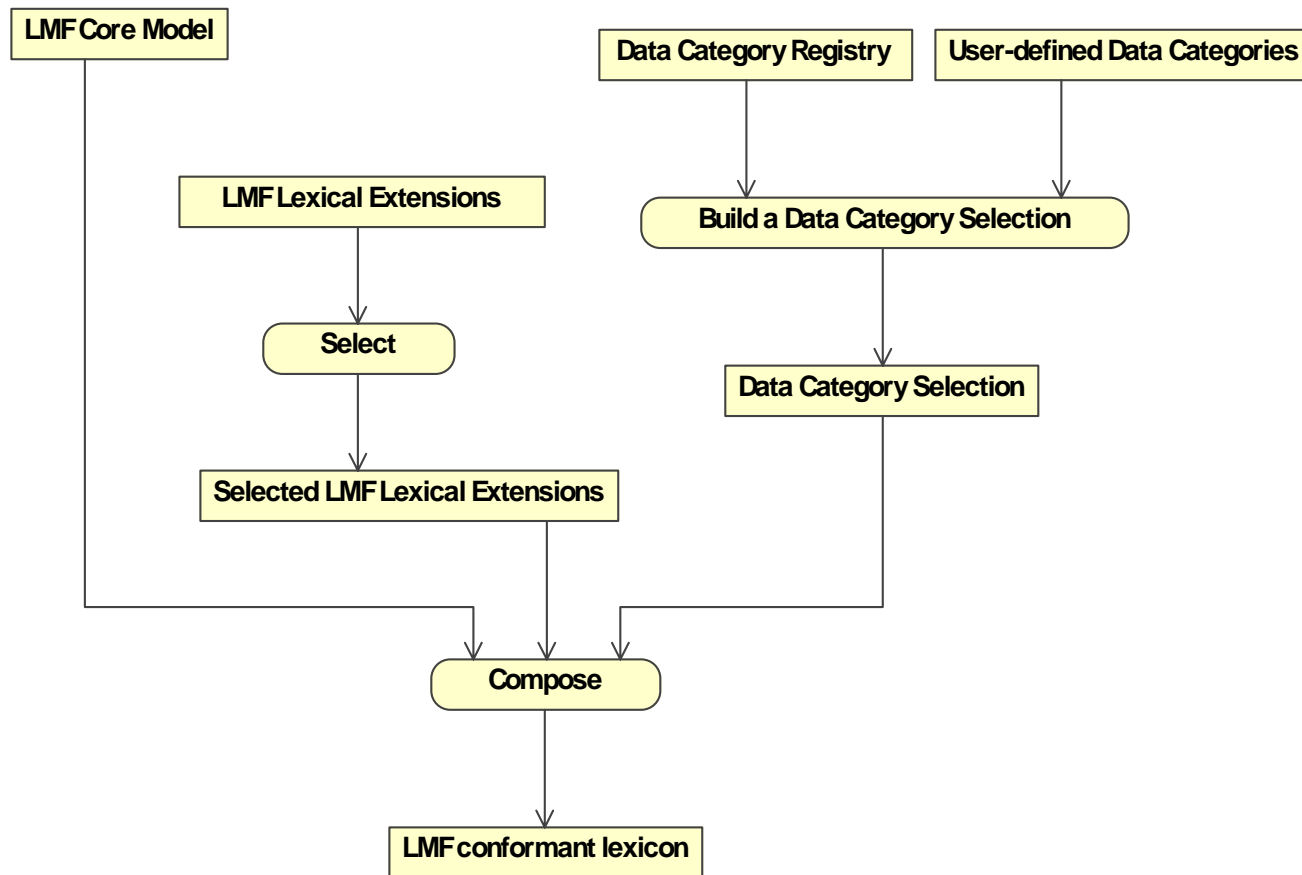 LMF Core Model
Data Category Registry
User-defined Data Categories
LMF Lexical Extensions
Build a Data Category Selection
Select
Data Category Selection
Selected LMF Lexical Extensions
Compose
LMF conformant lexicon